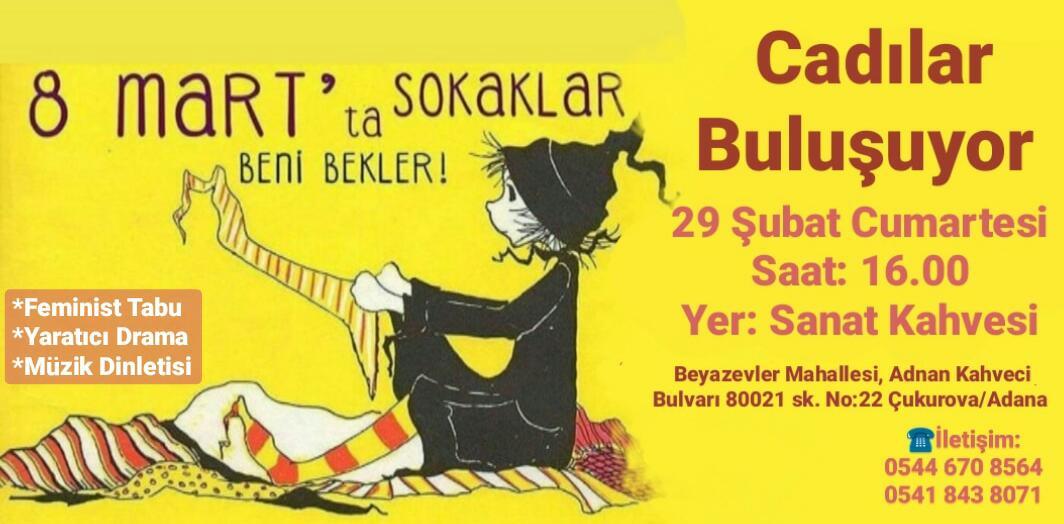 8 MART'ta SOKAKLAR
BENİ BEKLER!
*Feminist Tabu
*Yaratıcı Drama
*Müzik Dinletisi
Cadılar
Buluşuyor
29 Şubat Cumartesi
Saat: 16.00
Yer: Sanat Kahvesi
Beyazevler Mahallesi, Adnan Kahveci
Bulvarı 80021 sk. No:22 Çukurova/Adana
☎İletişim:
0544 670 8564
0541 843 8071